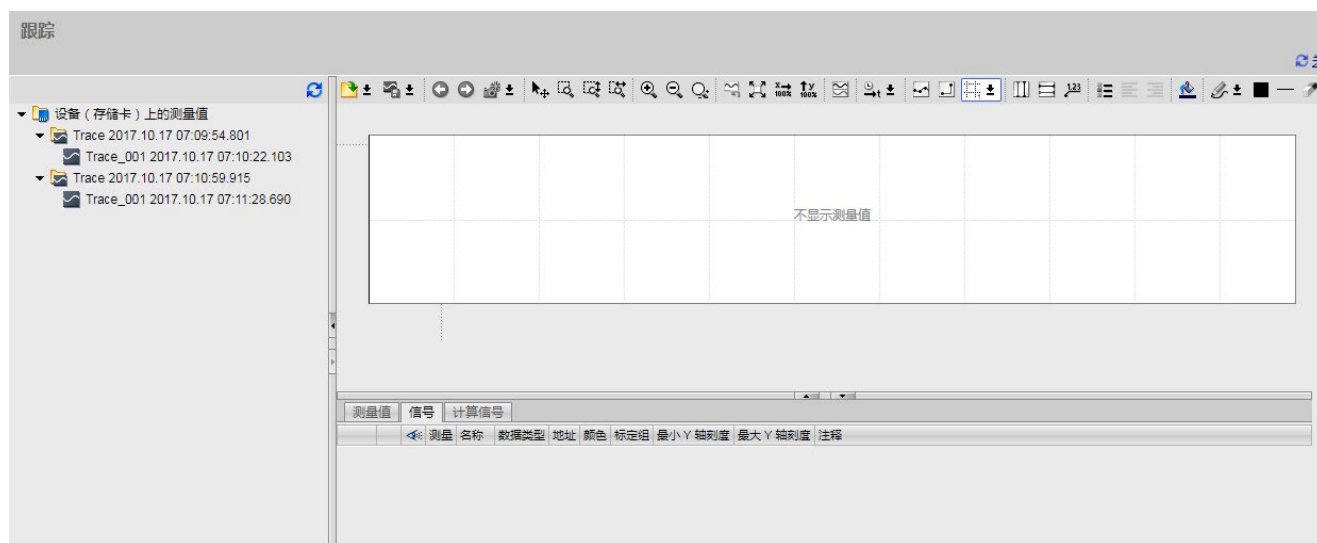 跟踪
设备（存储卡）上的测量值
Trace 2017.10.17 07:09:54.801
Trace_001 2017.10.17 07:10:22.103
Trace 2017.10.17 07:10:59.915
Trace_001 2017.10.17 07:11:28.690
不显示测量值
测量值 信号 计算信号
测量 名称 数据类型 地址 颜色 标定组 最小 Y 轴刻度 最大 Y 轴刻度 注释